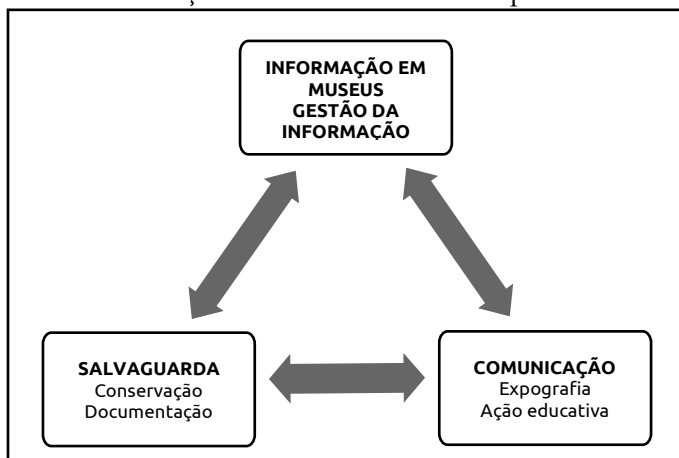 INFORMAÇÃO EM
MUSEUS
GESTÃO DA
INFORMAÇÃO
SALVAGUARDA
Conservação
Documentação
COMUNICAÇÃO
Expografia
Ação educativa